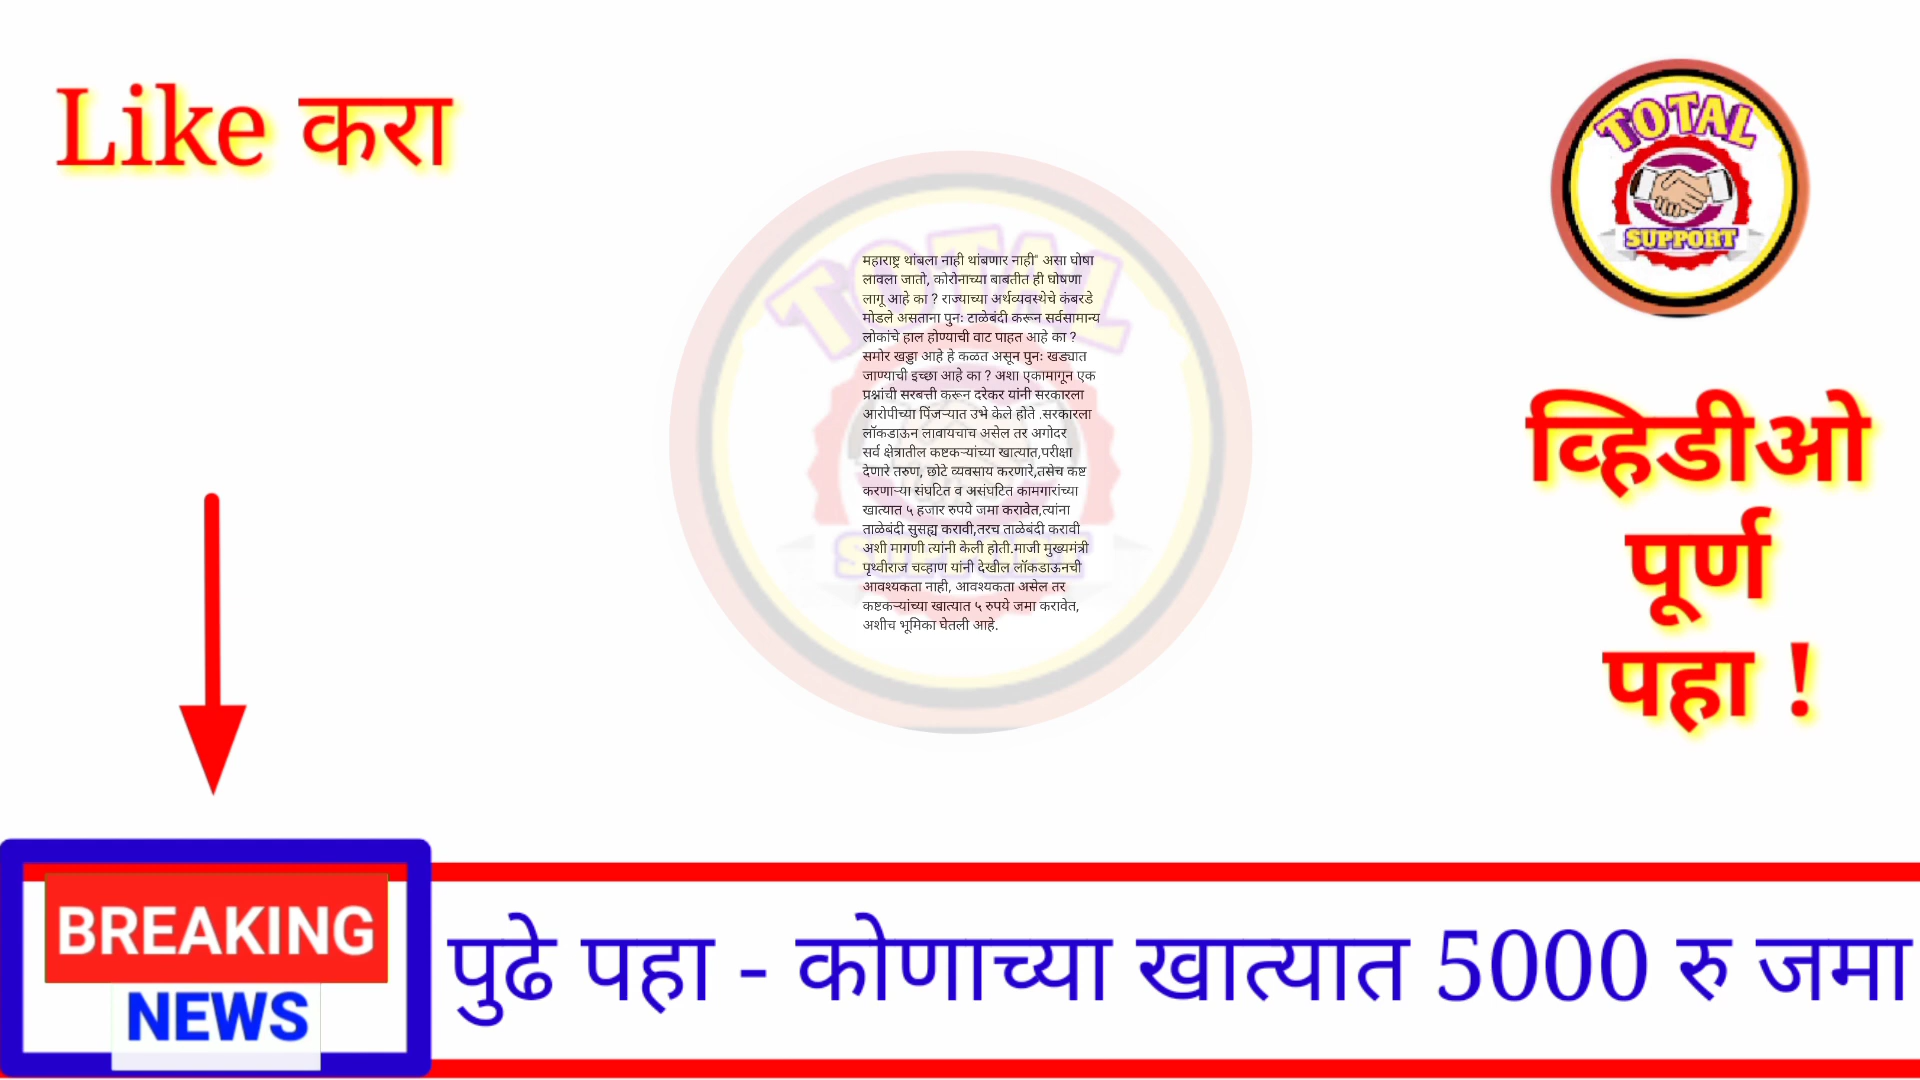 Like करा
TOTAL
SUPPORT
महाराष्ट्र थांबला नाही थांबणार नाही" असा घोषा
लावला जातो, कोरोनाच्या बाबतीत ही घोषणा
लागू आहे का ? राज्याच्या अर्थव्यवस्थेचे कंबरडे
मोडले असताना पुनः टाळेबंदी करून सर्वसामान्य
लोकांचे हाल होण्याची वाट पाहत आहे का ?
समोर खड्डा आहे हे कळत असून पुनः खड्यात
जाण्याची इच्छा आहे का ? अशा एकामागून एक
प्रश्नांची सरबत्ती करून दरेकर यांनी सरकारला
आरोपीच्या पिंजऱ्यात उभे केले होते .सरकारला
लॉकडाऊन लावायचाच असेल तर अगोदर
सर्व क्षेत्रातील कष्टकऱ्यांच्या खात्यात,परीक्षा
देणारे तरुण, छोटे व्यवसाय करणारे,तसेच कष्ट
करणाऱ्या संघटित व असंघटित कामगारांच्या
खात्यात ५ हजार रुपये जमा करावेत,त्यांना
ताळेबंदी सुसह्य करावी,तरच ताळेबंदी करावी
अशी मागणी त्यांनी केली होती.माजी मुख्यमंत्री
पृथ्वीराज चव्हाण यांनी देखील लॉकडाऊनची
आवश्यकता नाही, आवश्यकता असेल तर
कष्टकऱ्यांच्या खात्यात ५ रुपये जमा करावेत,
अशीच भूमिका घेतली आहे.
TOTAL
SUPPORT
व्हिडीओ
पूर्ण
पहा !
BREAKING
NEWS
पुढे पहा - कोणाच्या खात्यात 5000 रु जमा